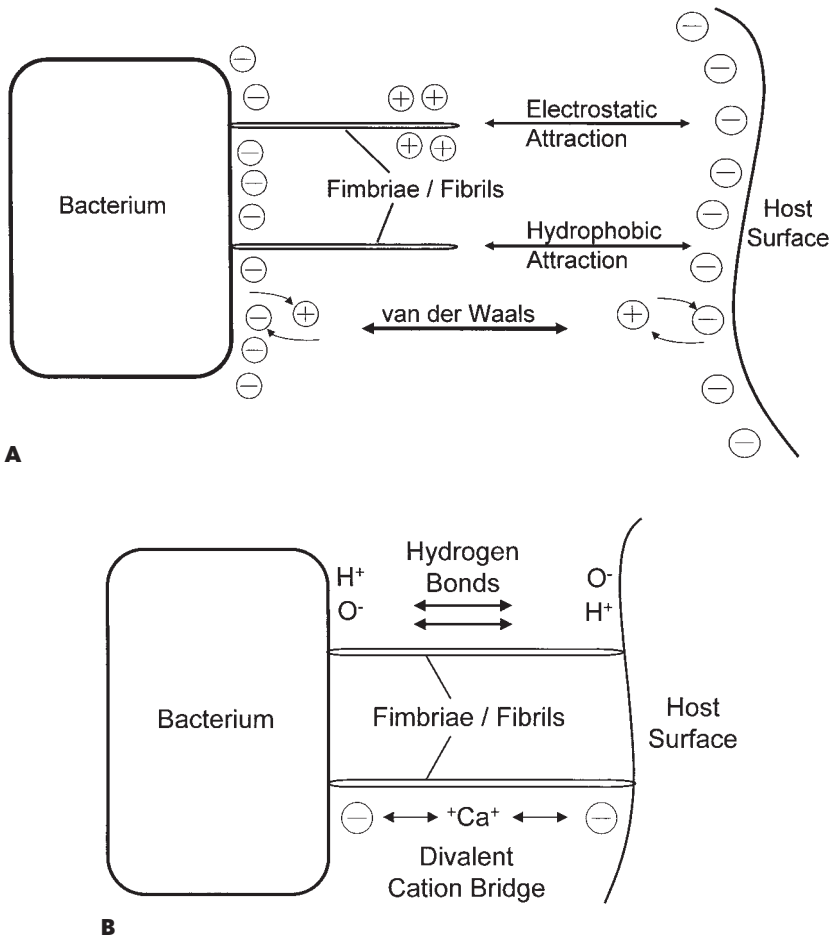 Electrostatic
Attraction
Bacterium
Fimbriae / Fibrils
Hydrophobic
Attraction
Host
Surface
van der Waals
A
Hydrogen
Bonds
H⁺
O⁻
O⁻
H⁺
Bacterium
Fimbriae / Fibrils
Host
Surface
⁺Ca⁺
Divalent
Cation Bridge
B